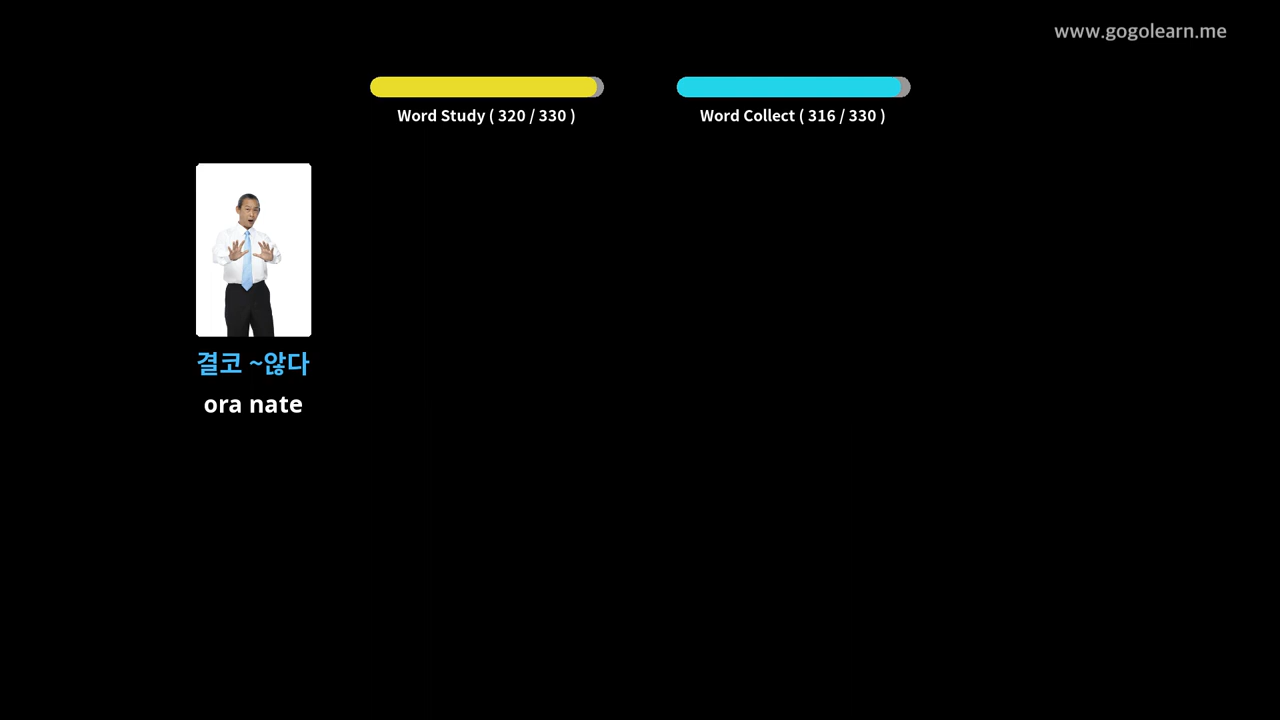 www.gogolearn.me
Word Study ( 320 / 330 )
Word Collect ( 316 / 330 )
결코 ~않다
ora nate